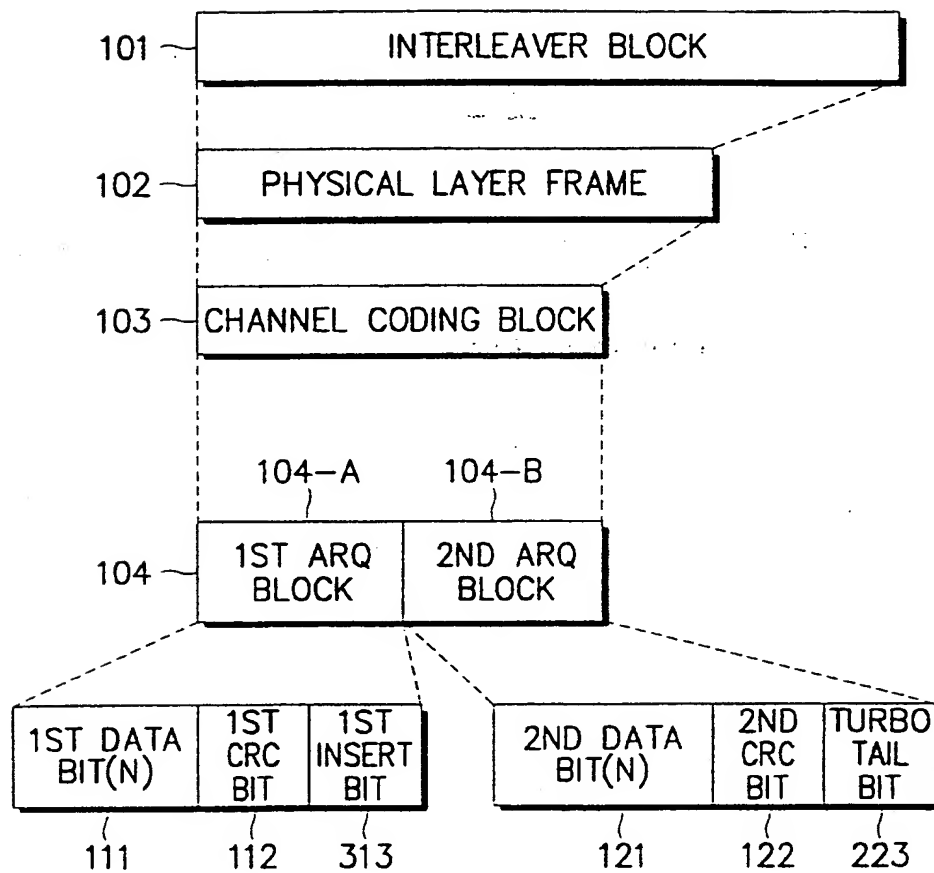 101
INTERLEAVER BLOCK
102
PHYSICAL LAYER FRAME
103
CHANNEL CODING BLOCK
104-A
104-B
104
1ST ARQ
BLOCK
2ND ARQ
BLOCK
1ST DATA
BIT(N)
1ST
CRC
BIT
1ST
INSERT
BIT
2ND DATA
BIT(N)
2ND
CRC
BIT
TURBO
TAIL
BIT
111
112
313
121
122
223